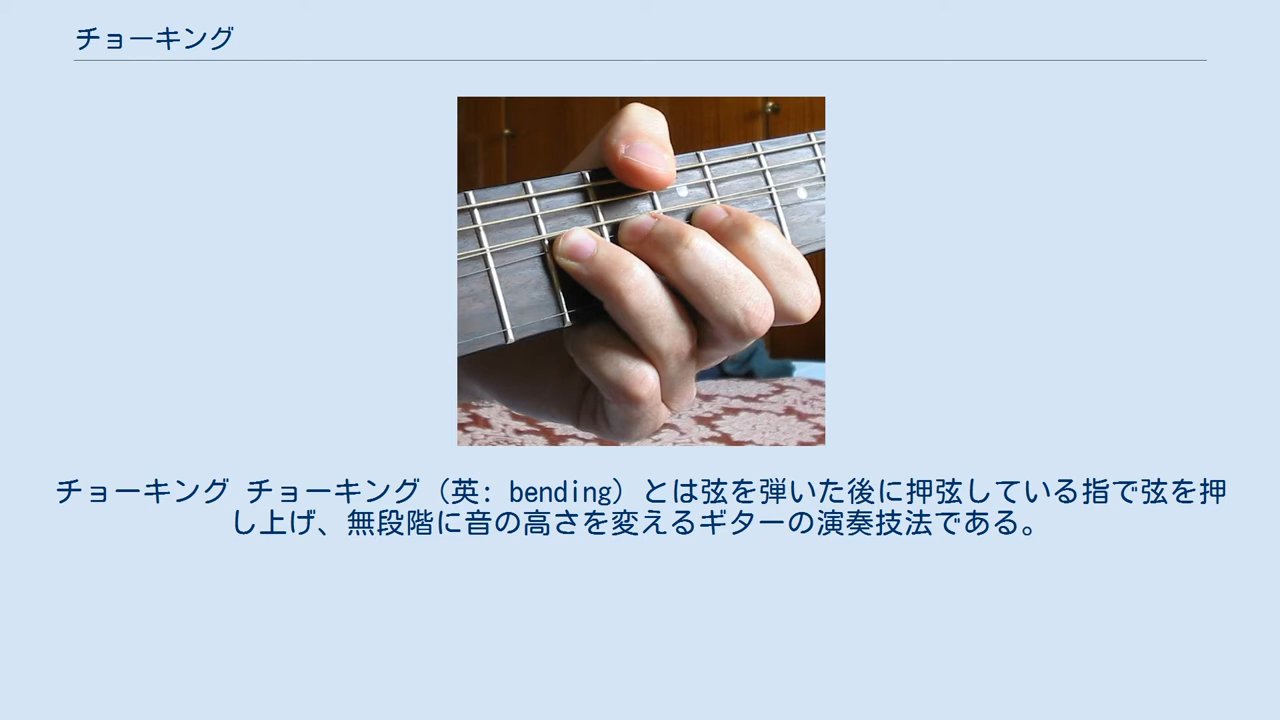 チョーキング
チョーキング チョーキング（英: bending）とは弦を弾いた後に押弦している指で弦を押
し上げ、無段階に音の高さを変えるギターの演奏技法である。